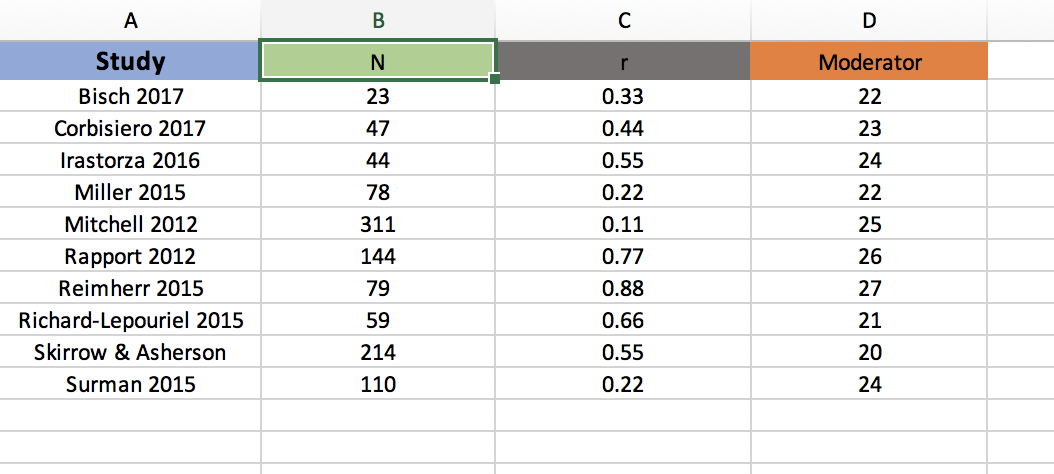 A B C D
Study N r Moderator
Bisch 2017 23 0.33 22
Corbisiero 2017 47 0.44 23
Irastorza 2016 44 0.55 24
Miller 2015 78 0.22 22
Mitchell 2012 311 0.11 25
Rapport 2012 144 0.77 26
Reimherr 2015 79 0.88 27
Richard-Lepouriel 2015 59 0.66 21
Skirrow & Asherson 214 0.55 20
Surman 2015 110 0.22 24